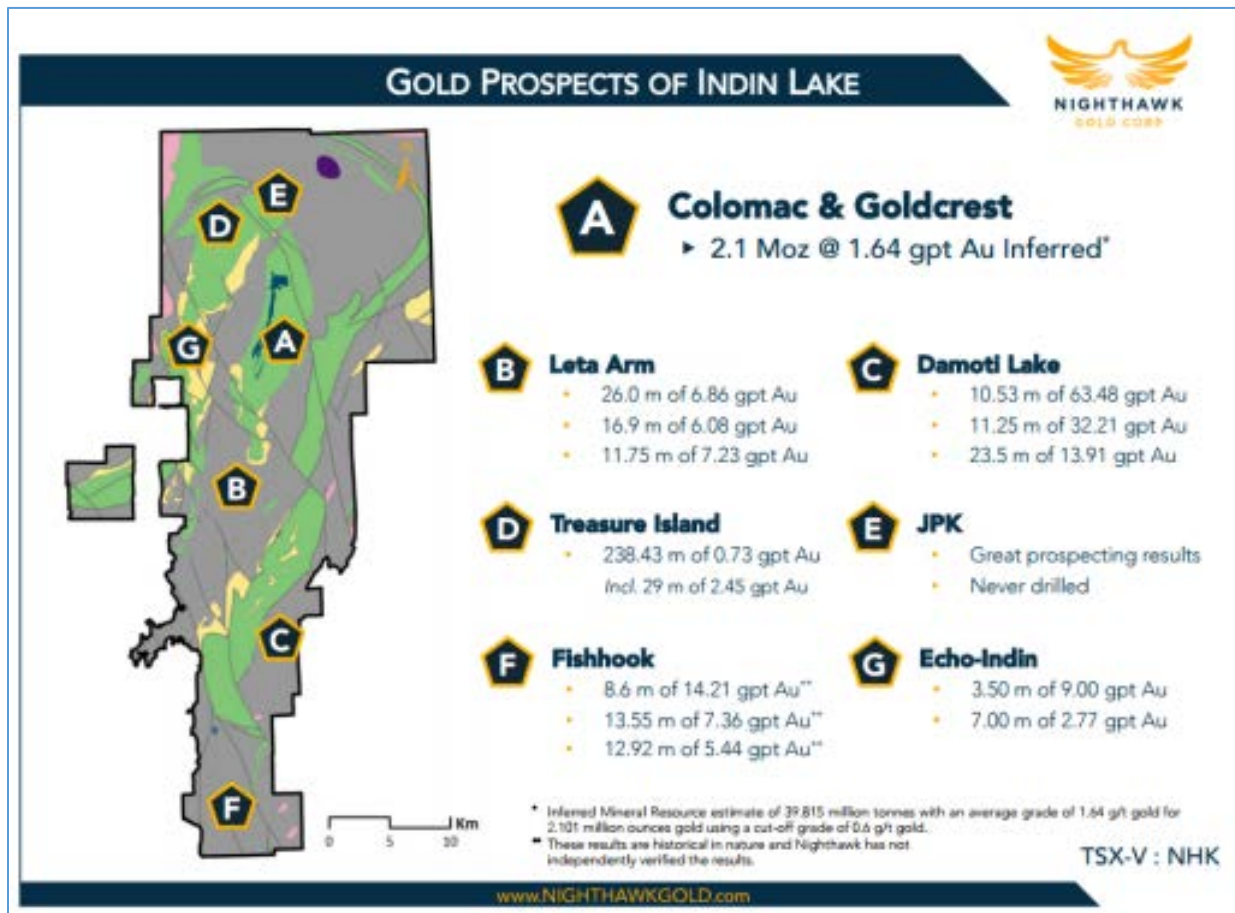 GOLD PROSPECTS OF INDIN LAKE
NIGHTHAWK
GOLD CORP
A
Colomac & Goldcrest
▸ 2.1 Moz @ 1.64 gpt Au Inferred*
B
Leta Arm
• 26.0 m of 6.86 gpt Au
• 16.9 m of 6.08 gpt Au
• 11.75 m of 7.23 gpt Au
C
Damoti Lake
• 10.53 m of 63.48 gpt Au
• 11.25 m of 32.21 gpt Au
• 23.5 m of 13.91 gpt Au
D
Treasure Island
• 238.43 m of 0.73 gpt Au
Incl. 29 m of 2.45 gpt Au
E
JPK
• Great prospecting results
• Never drilled
F
Fishhook
• 8.6 m of 14.21 gpt Au**
• 13.55 m of 7.36 gpt Au**
• 12.92 m of 5.44 gpt Au**
G
Echo-Indin
• 3.50 m of 9.00 gpt Au
• 7.00 m of 2.77 gpt Au
E
D
G
A
B
C
F
Km
0 5 10
* Inferred Mineral Resource estimate of 39.815 million tonnes with an average grade of 1.64 g/t gold for
2.101 million ounces gold using a cut-off grade of 0.6 g/t gold.
** These results are historical in nature and Nighthawk has not
independently verified the results.
TSX-V : NHK
www.NIGHTHAWKGOLD.com